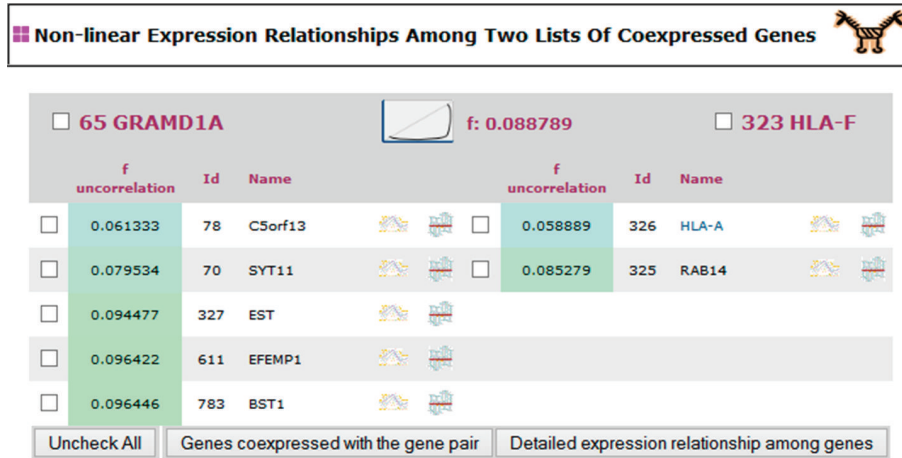 Non-linear Expression Relationships Among Two Lists Of Coexpressed Genes
65 GRAMD1A f: 0.088789 323 HLA-F
f uncorrelation Id Name f uncorrelation Id Name
0.061333 78 C5orf13 0.058889 326 HLA-A
0.079534 70 SYT11 0.085279 325 RAB14
0.094477 327 EST
0.096422 611 EFEMP1
0.096446 783 BST1
Uncheck All Genes coexpressed with the gene pair Detailed expression relationship among genes